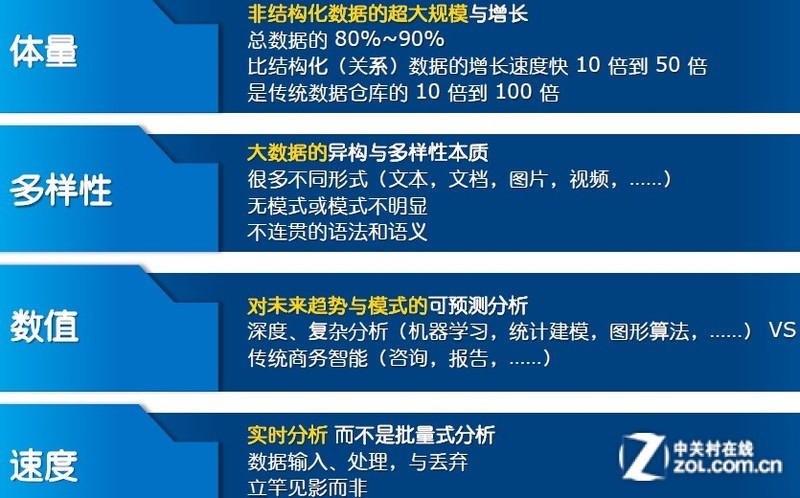 体量
非结构化数据的超大规模与增长
总数据的 80%~90%
比结构化（关系）数据的增长速度快 10 倍到 50 倍
是传统数据仓库的 10 倍到 100 倍
多样性
大数据的异构与多样性本质
很多不同形式（文本，文档，图片，视频，......）
无模式或模式不明显
不连贯的语法和语义
数值
对未来趋势与模式的可预测分析
深度、复杂分析（机器学习，统计建模，图形算法，......） VS
传统商务智能（咨询，报告，......）
速度
实时分析 而不是批量式分析
数据输入、处理，与丢弃
立竿见影而非
中关村在线
ZOL.com.cn